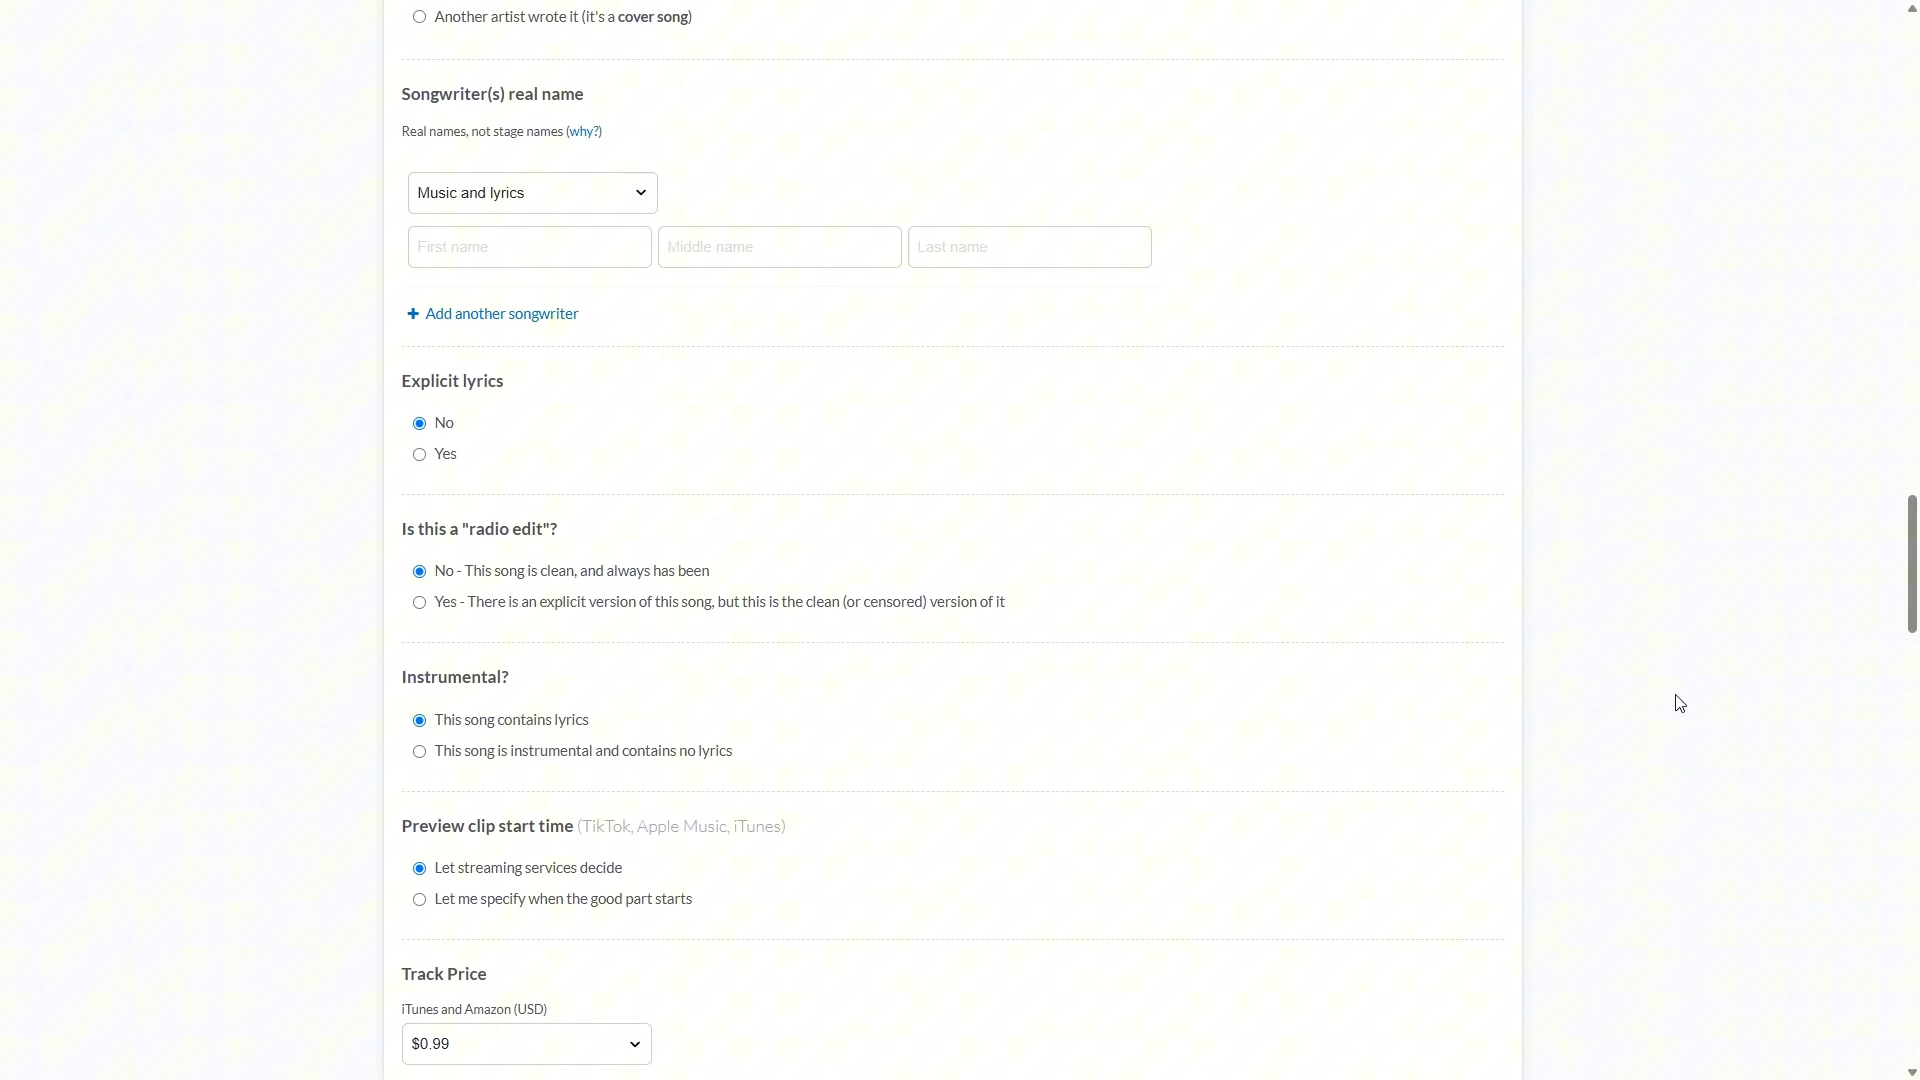 Another artist wrote it (it's a cover song)
Songwriter(s) real name
Real names, not stage names (why?)
Music and lyrics
First name Middle name Last name
Add another songwriter
Explicit lyrics
No
Yes
Is this a "radio edit"?
No - This song is clean, and always has been
Yes - There is an explicit version of this song, but this is the clean (or censored) version of it
Instrumental?
This song contains lyrics
This song is instrumental and contains no lyrics
Preview clip start time (TikTok, Apple Music, iTunes)
Let streaming services decide
Let me specify when the good part starts
Track Price
iTunes and Amazon (USD)
$0.99